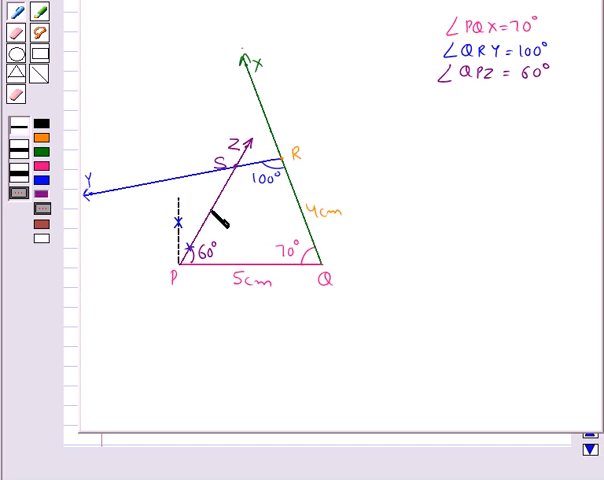 ∠PQX = 70°
∠QRY = 100°
∠QPZ = 60°
X
Z
S
R
Y
100°
4cm
60°
70°
P
5cm
Q